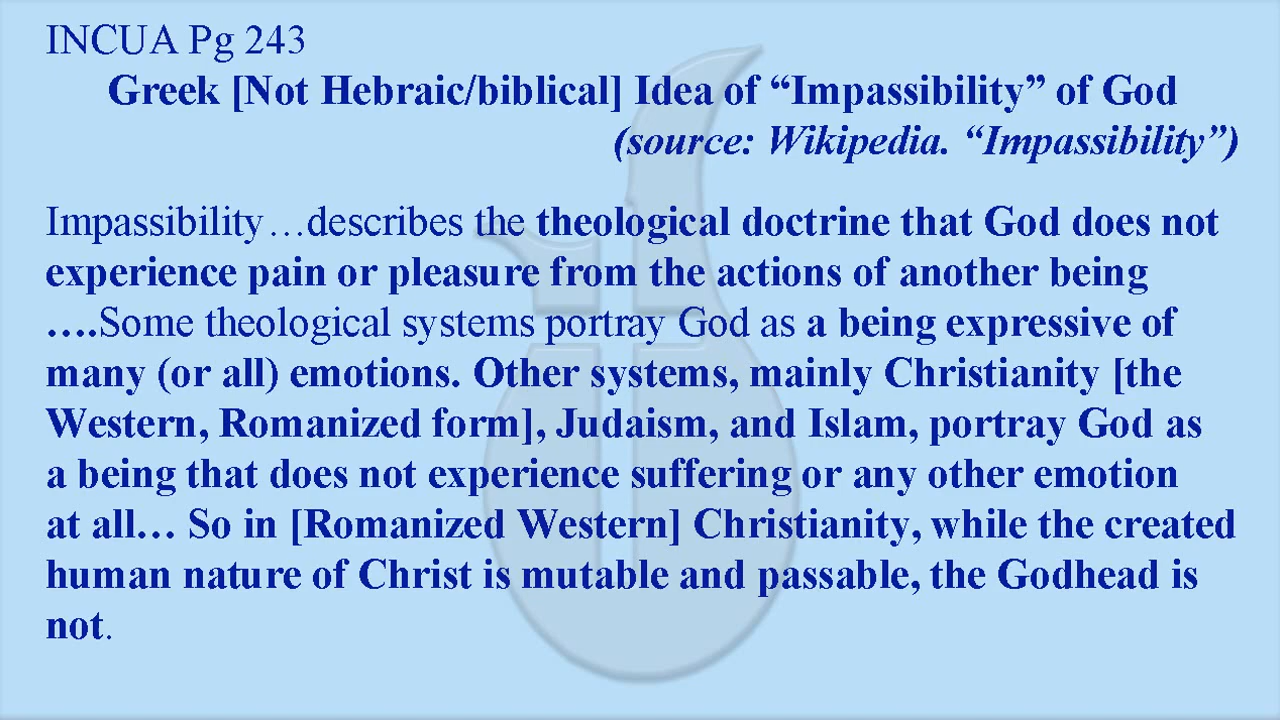 INCUA Pg 243
Greek [Not Hebraic/biblical] Idea of “Impassibility” of God
(source: Wikipedia. “Impassibility”)
Impassibility…describes the theological doctrine that God does not
experience pain or pleasure from the actions of another being
….Some theological systems portray God as a being expressive of
many (or all) emotions. Other systems, mainly Christianity [the
Western, Romanized form], Judaism, and Islam, portray God as
a being that does not experience suffering or any other emotion
at all… So in [Romanized Western] Christianity, while the created
human nature of Christ is mutable and passable, the Godhead is
not.